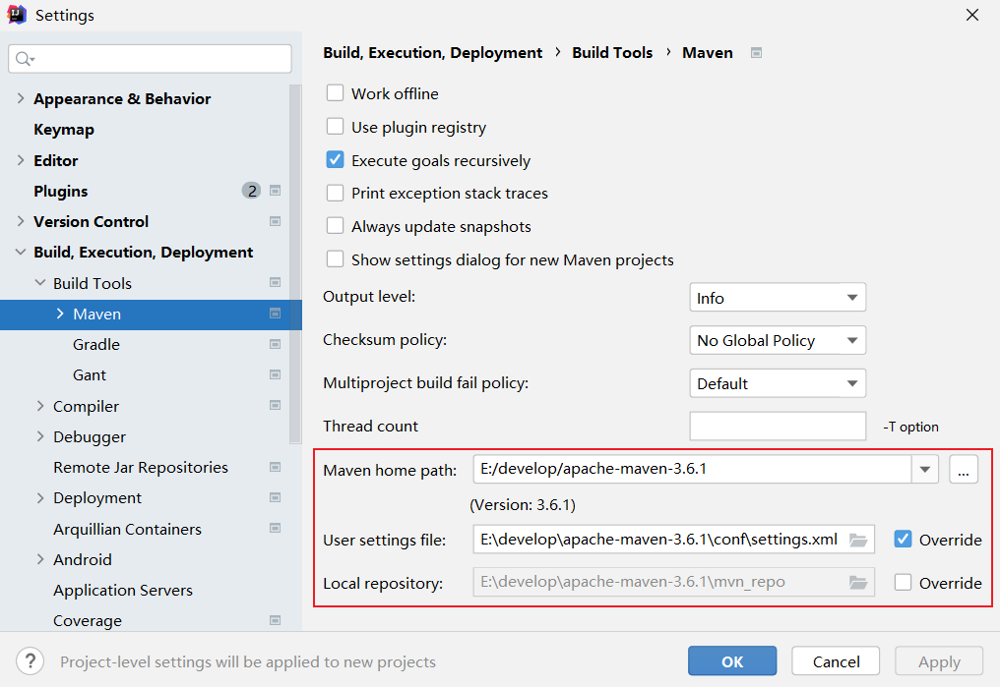 Settings
Appearance & Behavior
Keymap
Editor
Plugins 2
Version Control
Build, Execution, Deployment
Build Tools
Maven
Gradle
Gant
Compiler
Debugger
Remote Jar Repositories
Deployment
Arquillian Containers
Android
Application Servers
Coverage
Build, Execution, Deployment › Build Tools › Maven
Work offline
Use plugin registry
Execute goals recursively
Print exception stack traces
Always update snapshots
Show settings dialog for new Maven projects
Output level: Info
Checksum policy: No Global Policy
Multiproject build fail policy: Default
Thread count -T option
Maven home path: E:/develop/apache-maven-3.6.1 ...
(Version: 3.6.1)
User settings file: E:\develop\apache-maven-3.6.1\conf\settings.xml Override
Local repository: E:\develop\apache-maven-3.6.1\mvn_repo Override
? Project-level settings will be applied to new projects
OK Cancel Apply